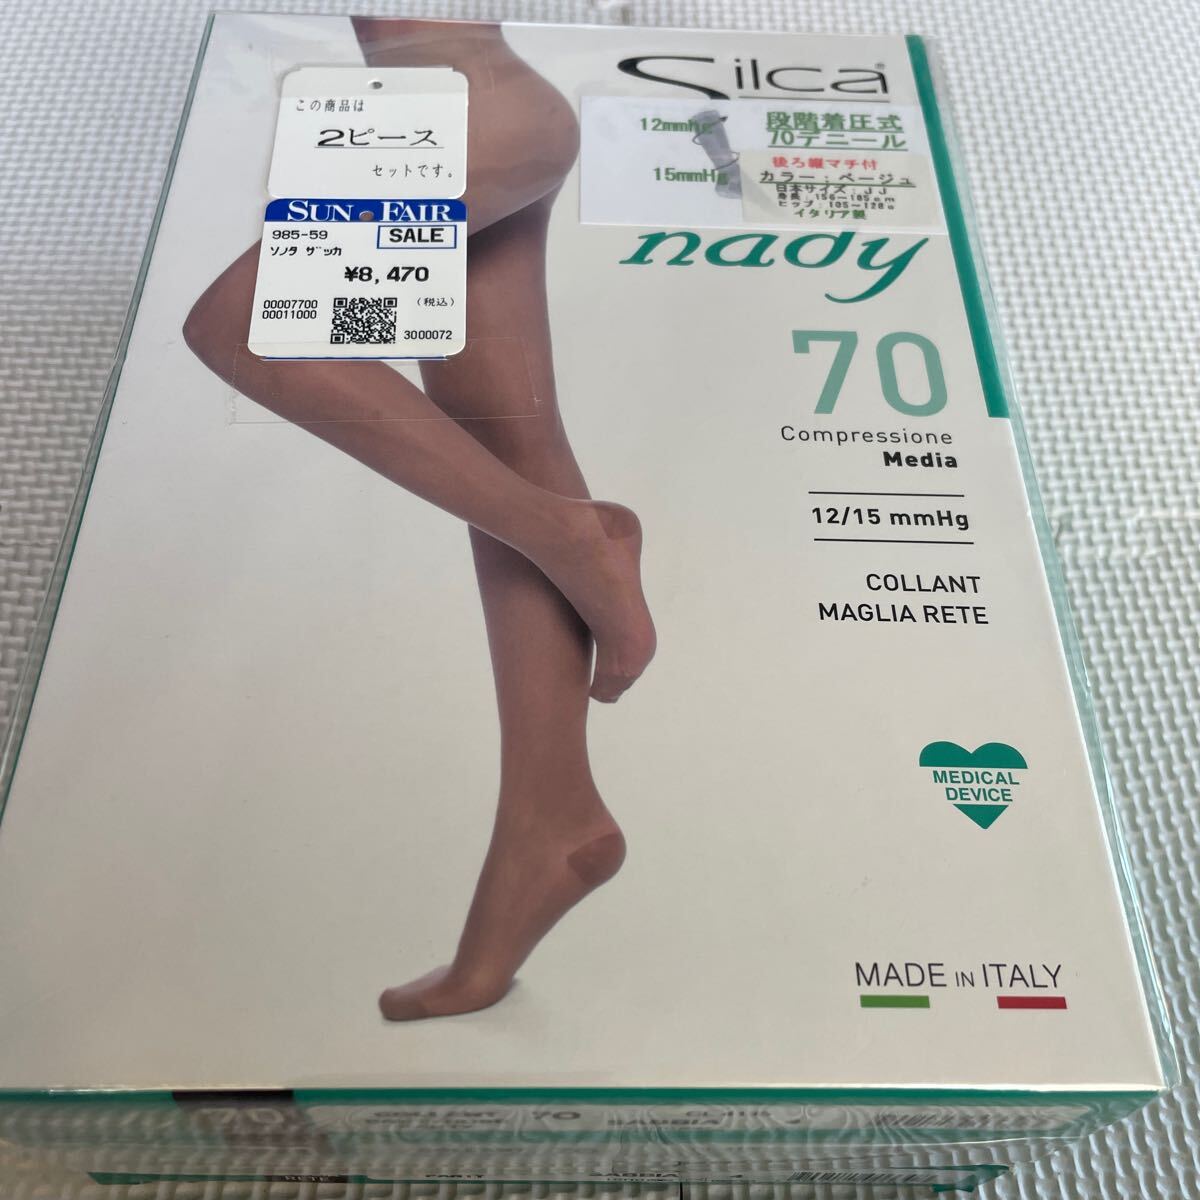 この商品は
2ピース
セットです。
SUN FAIR
985-59
SALE
ソノタ ザッカ
¥8,470
(税込)
00007700
00011000
3000072
Silca
12mmHg
15mmHg
段階着圧式
70デニール
後ろ縦マチ付
カラー:ベージュ
日本サイズ:JJ
イタリア製
nady
70
Compressione
Media
12/15 mmHg
COLLANT
MAGLIA RETE
MEDICAL
DEVICE
MADE IN ITALY
70
70
RETE